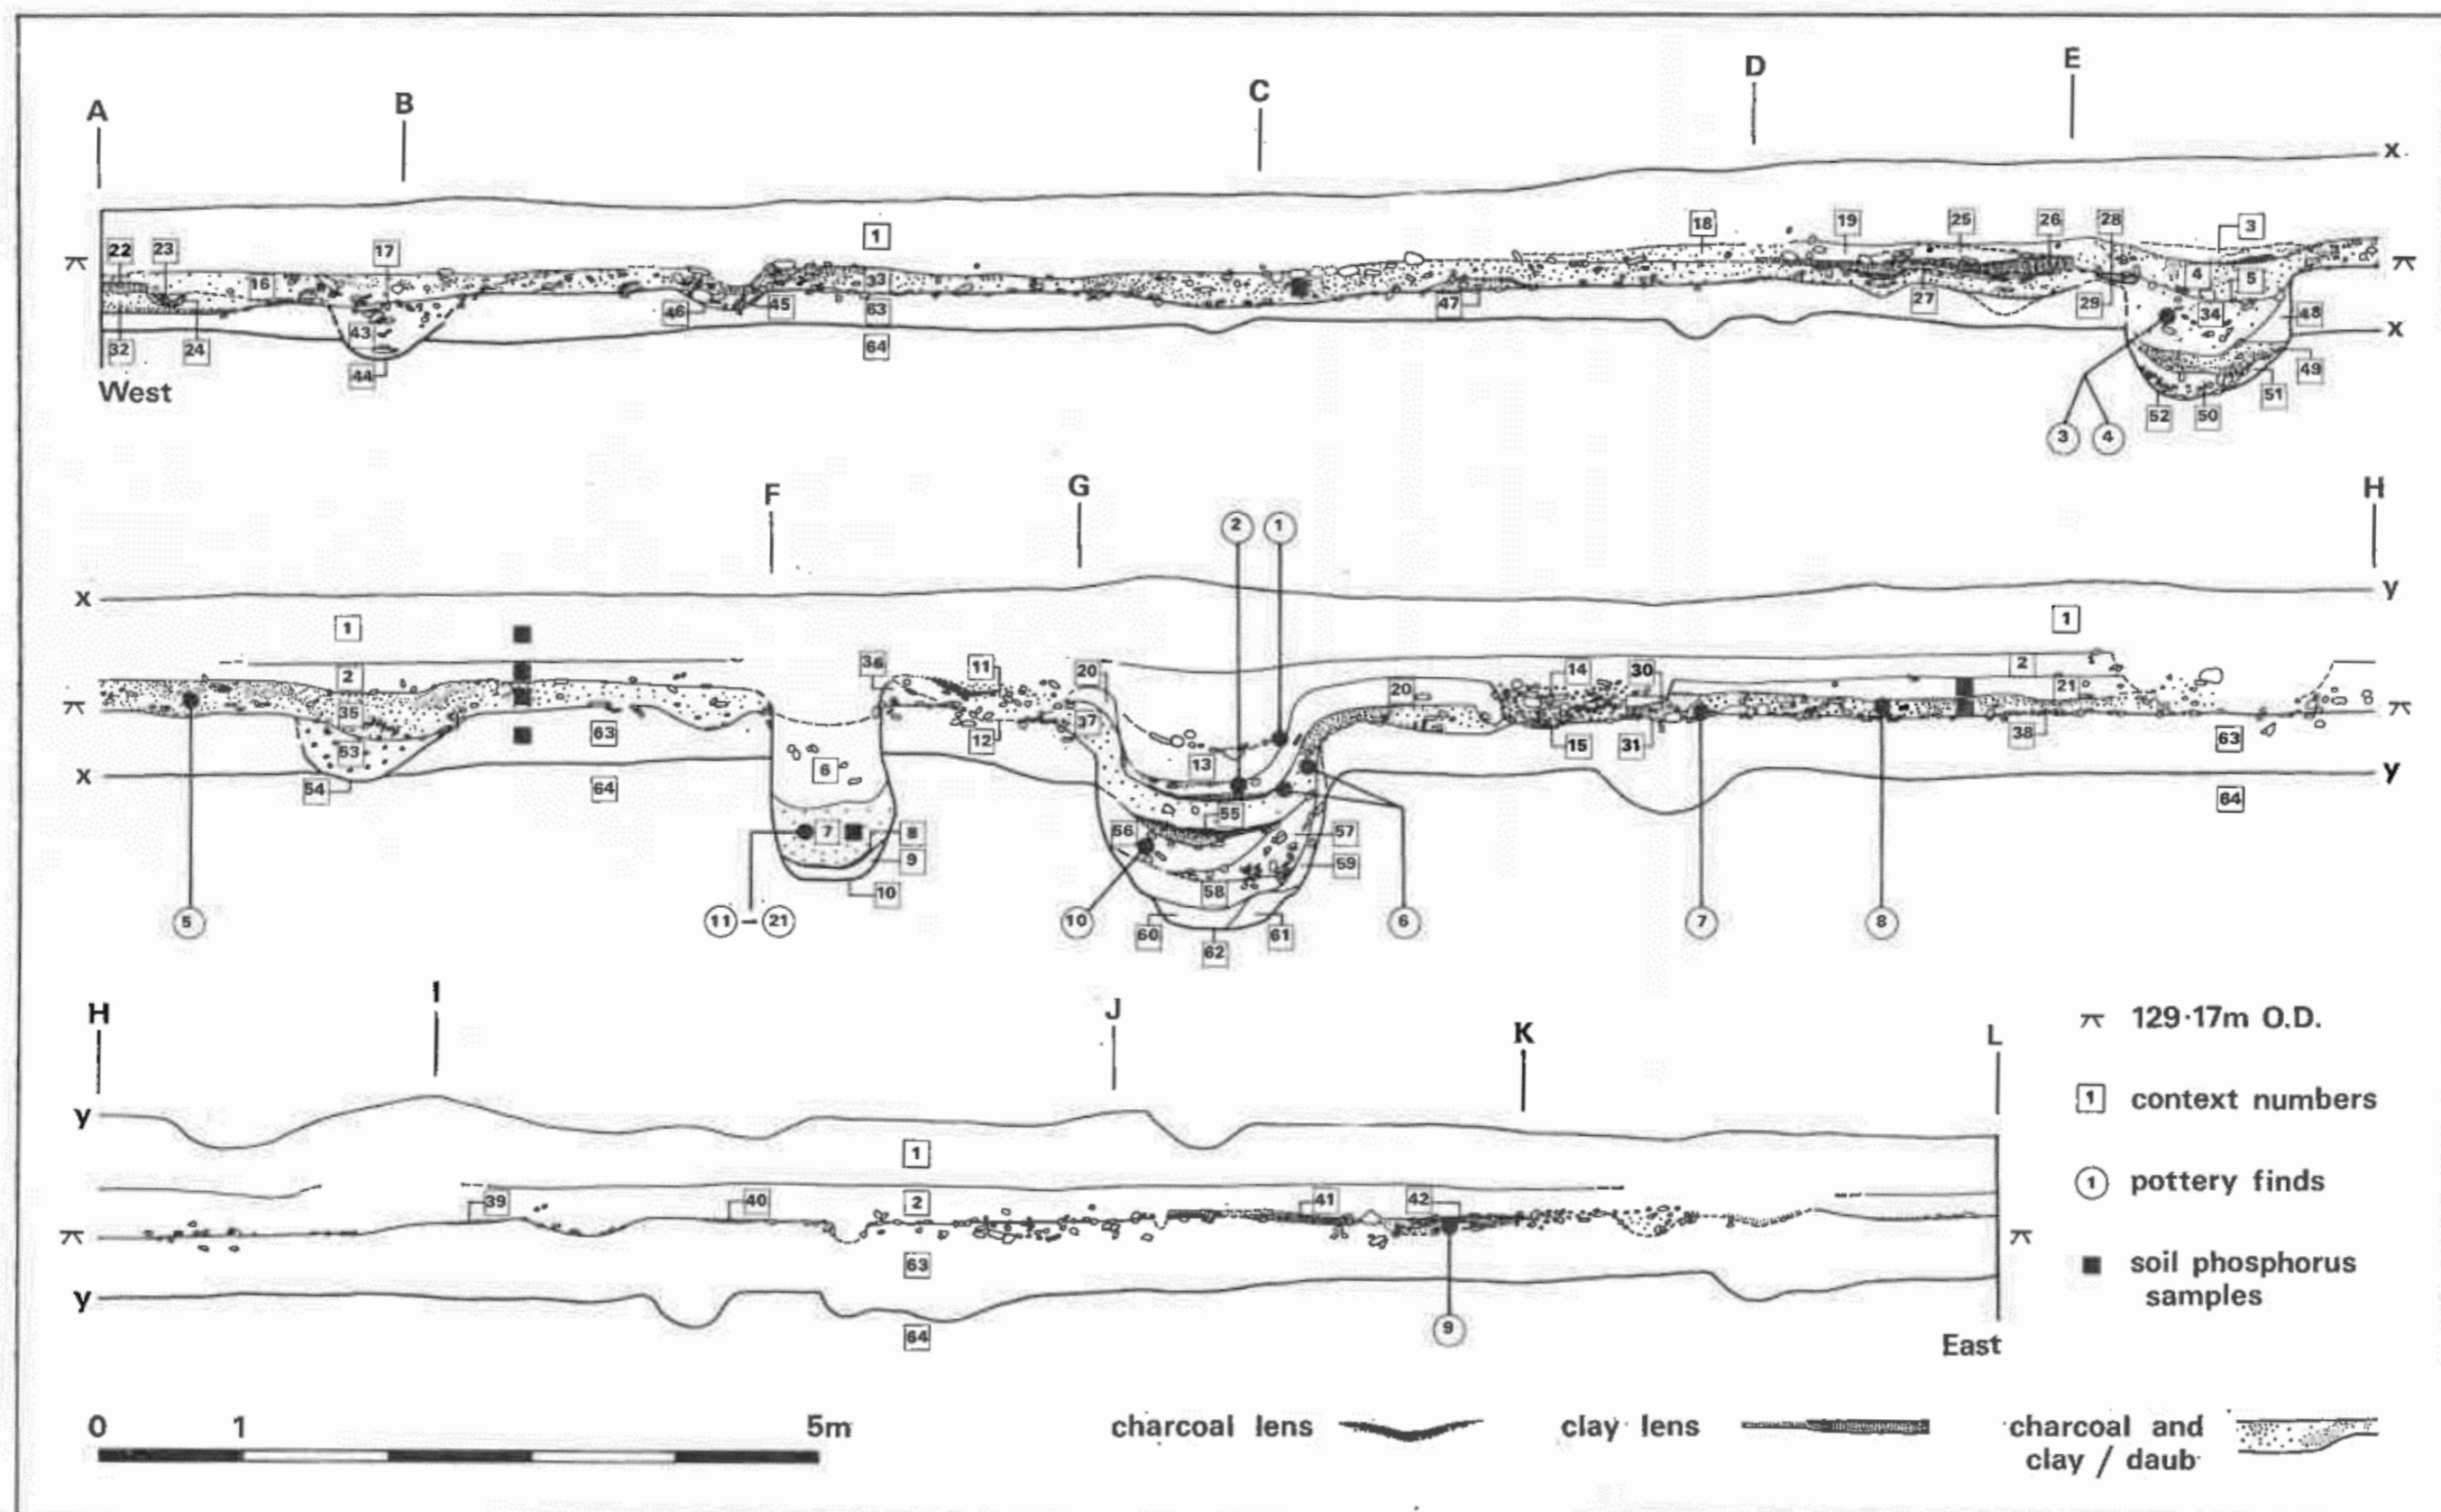 A B C D E
x
22 23 17 1 18 19 25 26 28 3
16 33 4 5
32 24 43 44 46 45 63 64 47 27 29 34 48
x
West
49
51
52 50
3 4
F G H
2 1
x y
1 1
2 36 11 20 14 30 2
35 37 20 21
53 63 12 13 15 31 38 63
x y
54 64 6 55 64
7 8 56 57
9 59
10 58
5 11 – 21 10 60 62 61 6 7 8
H I J K L
y
1
39 40 2 41 42
63
y
64
9
East
129·17m O.D.
1 context numbers
1 pottery finds
soil phosphorus
samples
0 1 5m
charcoal lens
clay lens
charcoal and
clay / daub